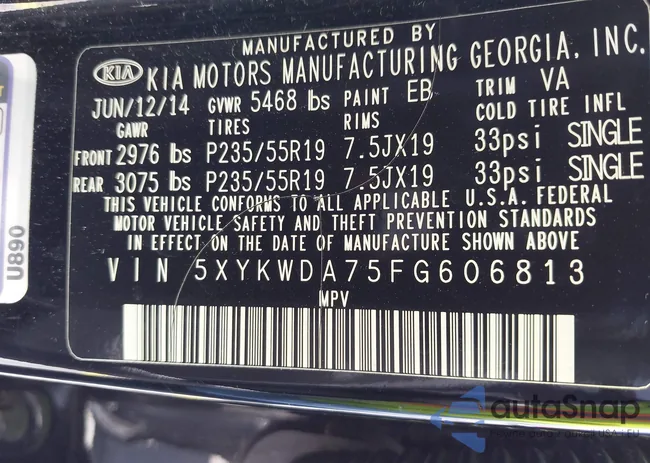 MANUFACTURED BY
KIA KIA MOTORS MANUFACTURING GEORGIA, INC.
JUN/12/14 GVWR 5468 lbs PAINT EB TRIM VA
GAWR TIRES RIMS COLD TIRE INFL
FRONT 2976 lbs P235/55R19 7.5JX19 33psi SINGLE
REAR 3075 lbs P235/55R19 7.5JX19 33psi SINGLE
THIS VEHICLE CONFORMS TO ALL APPLICABLE U.S.A. FEDERAL
MOTOR VEHICLE SAFETY AND THEFT PREVENTION STANDARDS
IN EFFECT ON THE DATE OF MANUFACTURE SHOWN ABOVE
VIN 5XYKWDA75FG606813
MPV
U890
autoSnap